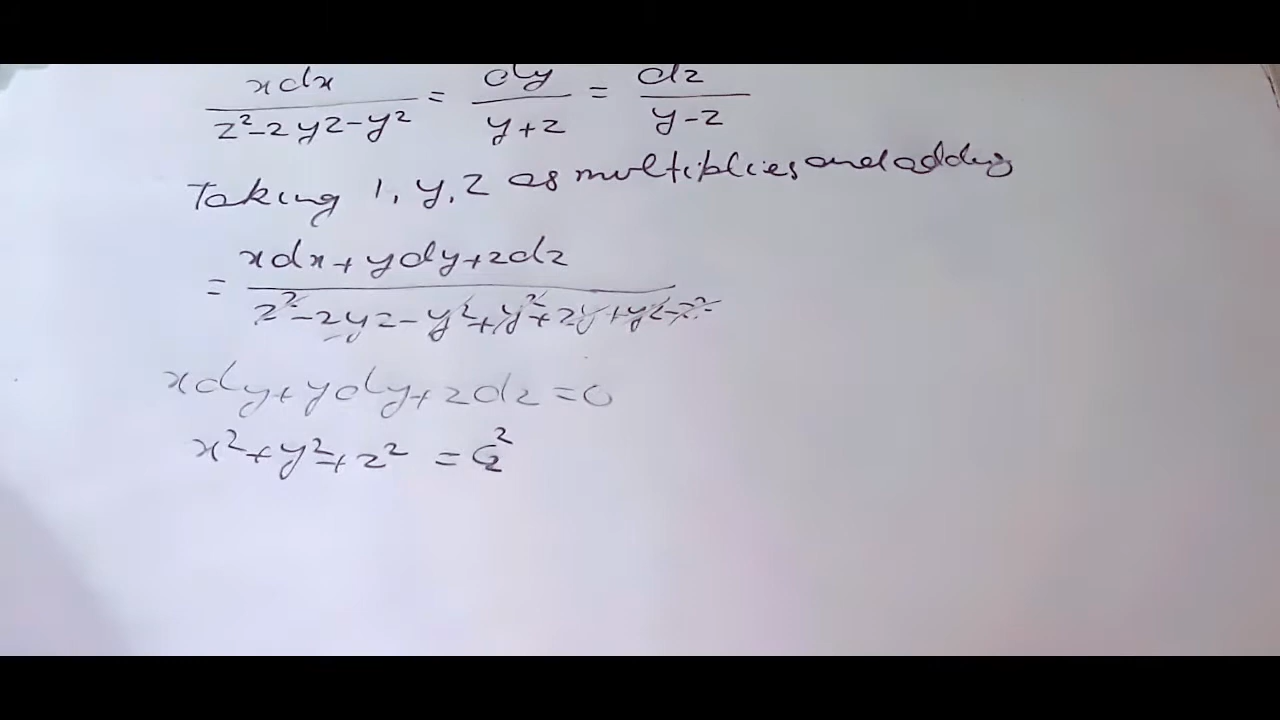 xdx/(z²-2yz-y²) = dy/(y+z) = dz/(y-z)
Taking 1, y, z as multiplies and adding
= (xdx+ydy+zdz)/(z²-2yz-y²+y²+zy+yz-z²)
xdy+ydy+zdz=0
x²+y²+z² = C₂²